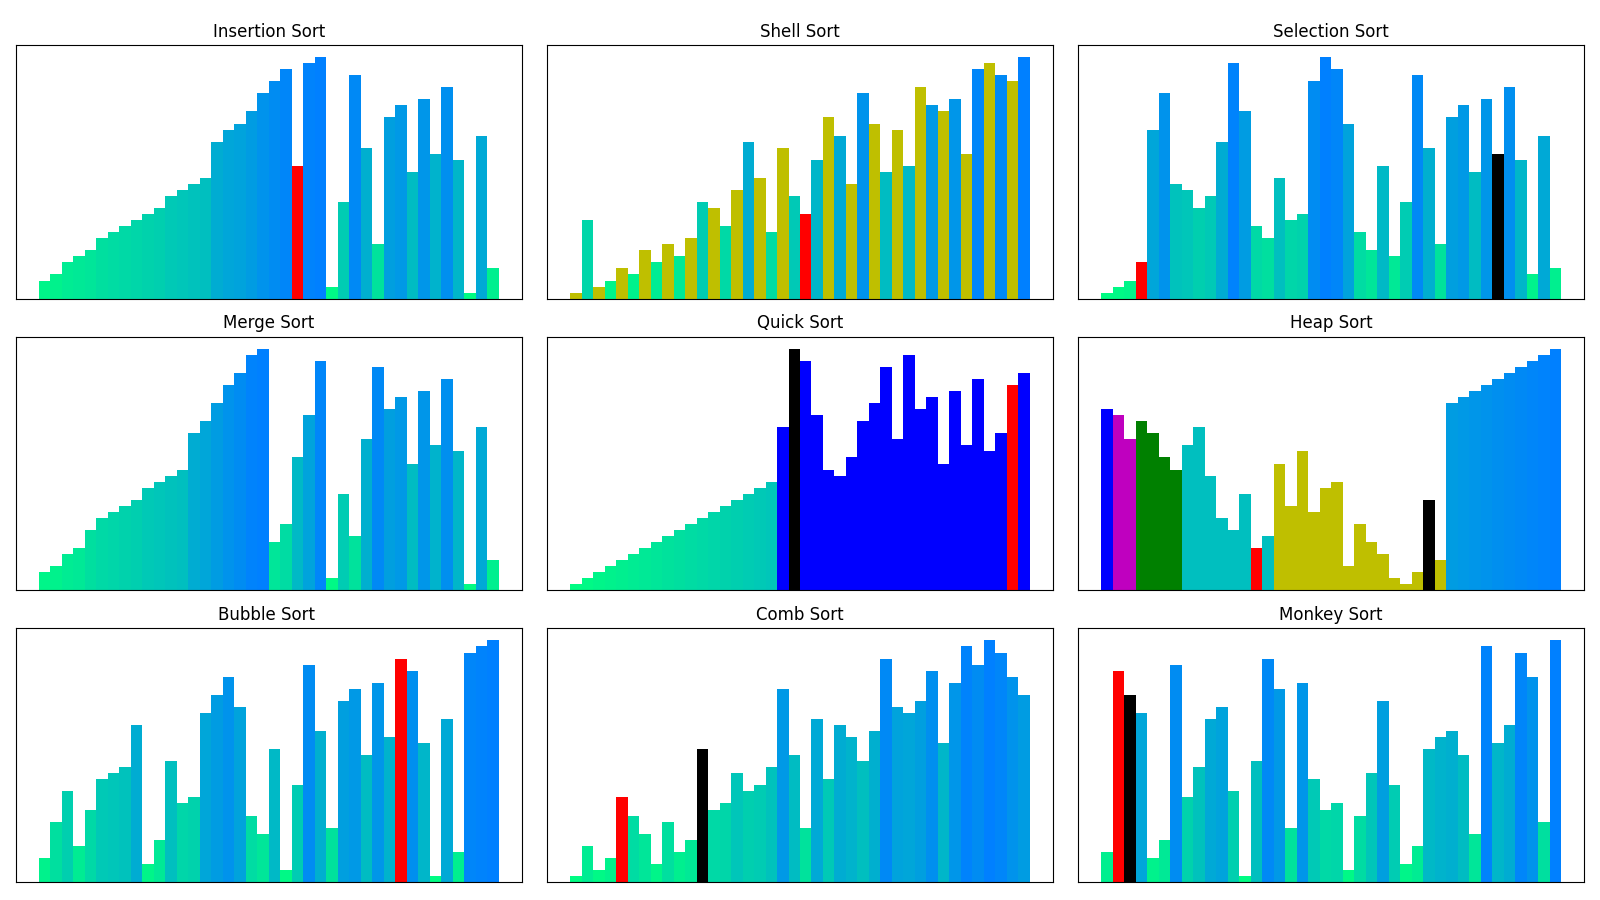 Insertion Sort
Shell Sort
Selection Sort
Merge Sort
Quick Sort
Heap Sort
Bubble Sort
Comb Sort
Monkey Sort